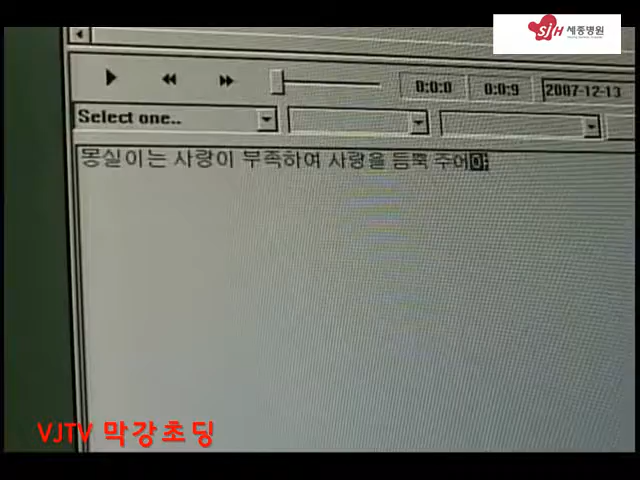 SJH 세종병원
0:0:0 0:0:9 2007-12-13
Select one..
몽실이는 사랑이 부족하여 사랑을 듬뿍 주어야
VJTV 막강초딩